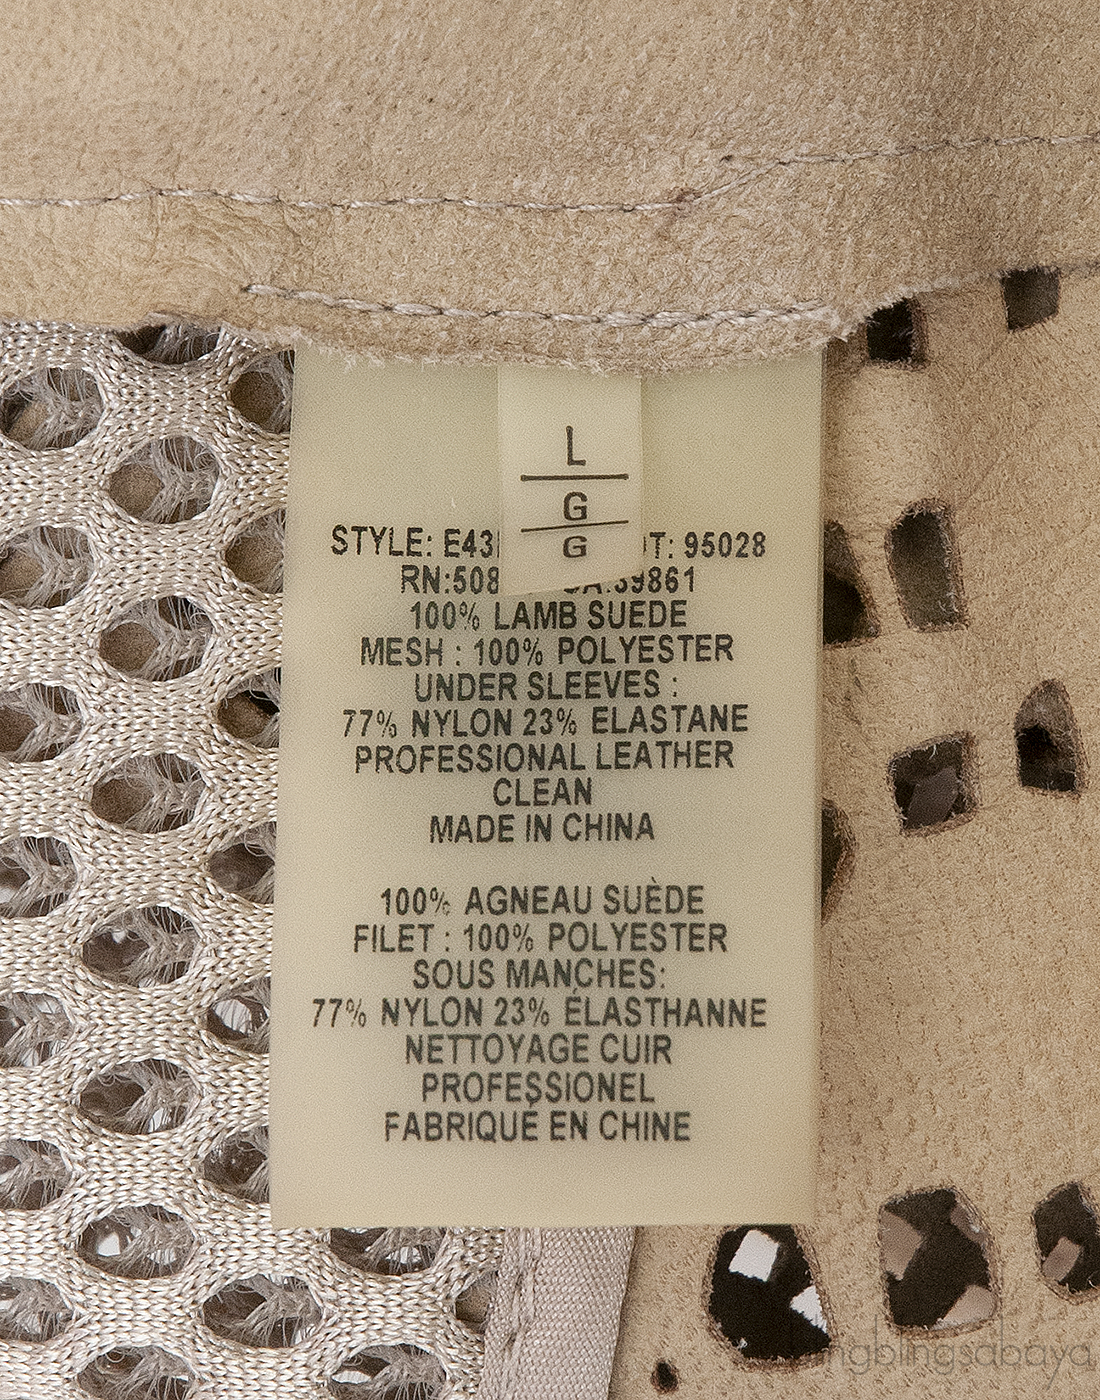 L
G
G
STYLE: E43 T: 95028
RN:508 CA:39861
100% LAMB SUEDE
MESH : 100% POLYESTER
UNDER SLEEVES :
77% NYLON 23% ELASTANE
PROFESSIONAL LEATHER
CLEAN
MADE IN CHINA
100% AGNEAU SUÈDE
FILET : 100% POLYESTER
SOUS MANCHES:
77% NYLON 23% ÉLASTHANNE
NETTOYAGE CUIR
PROFESSIONEL
FABRIQUÉ EN CHINE
ngblingsabaya